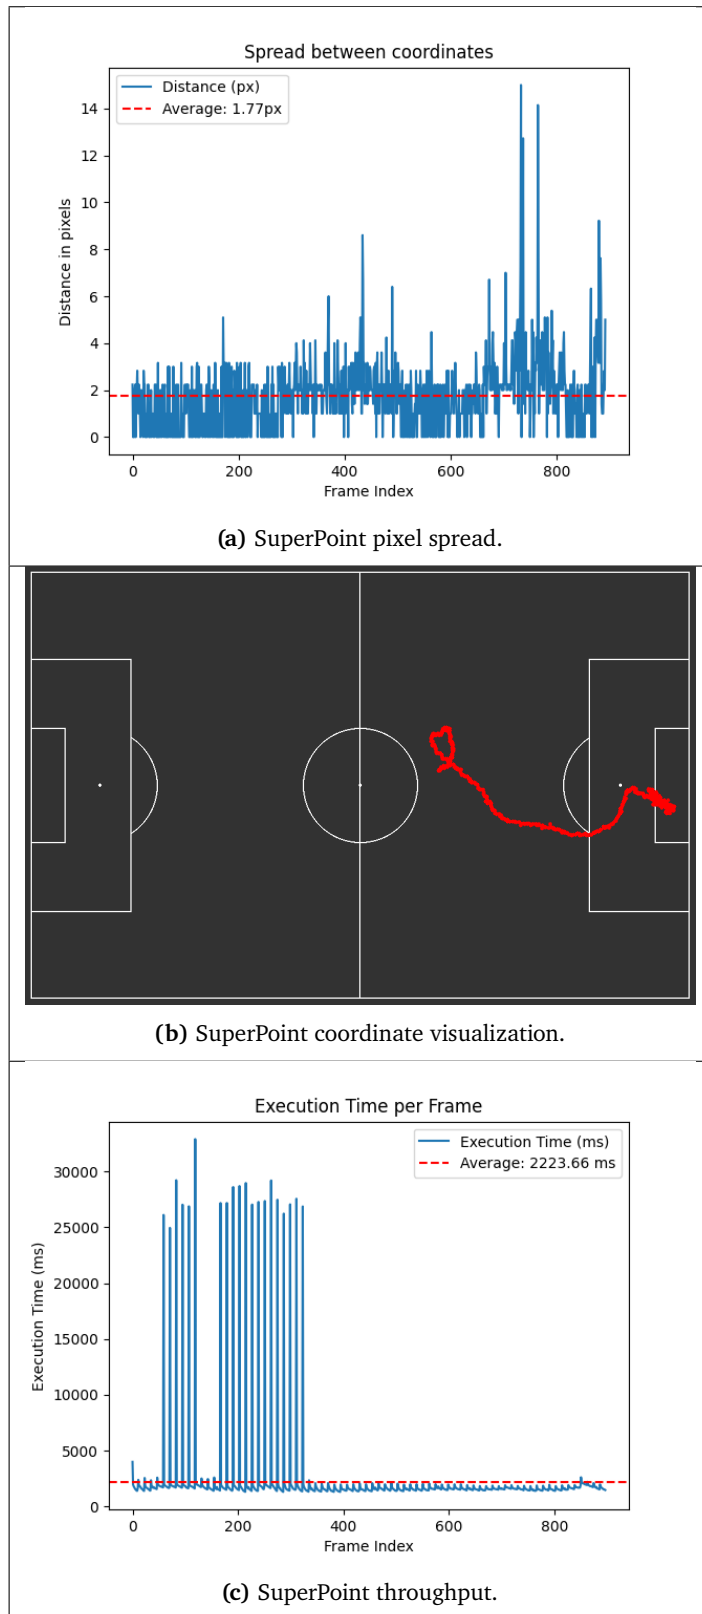 Spread between coordinates
Distance (px)
Average: 1.77px
14
12
10
8
6
4
2
0
Distance in pixels
0 200 400 600 800
Frame Index
(a) SuperPoint pixel spread.
(b) SuperPoint coordinate visualization.
Execution Time per Frame
Execution Time (ms)
Average: 2223.66 ms
30000
25000
20000
15000
10000
5000
0
Execution Time (ms)
0 200 400 600 800
Frame Index
(c) SuperPoint throughput.